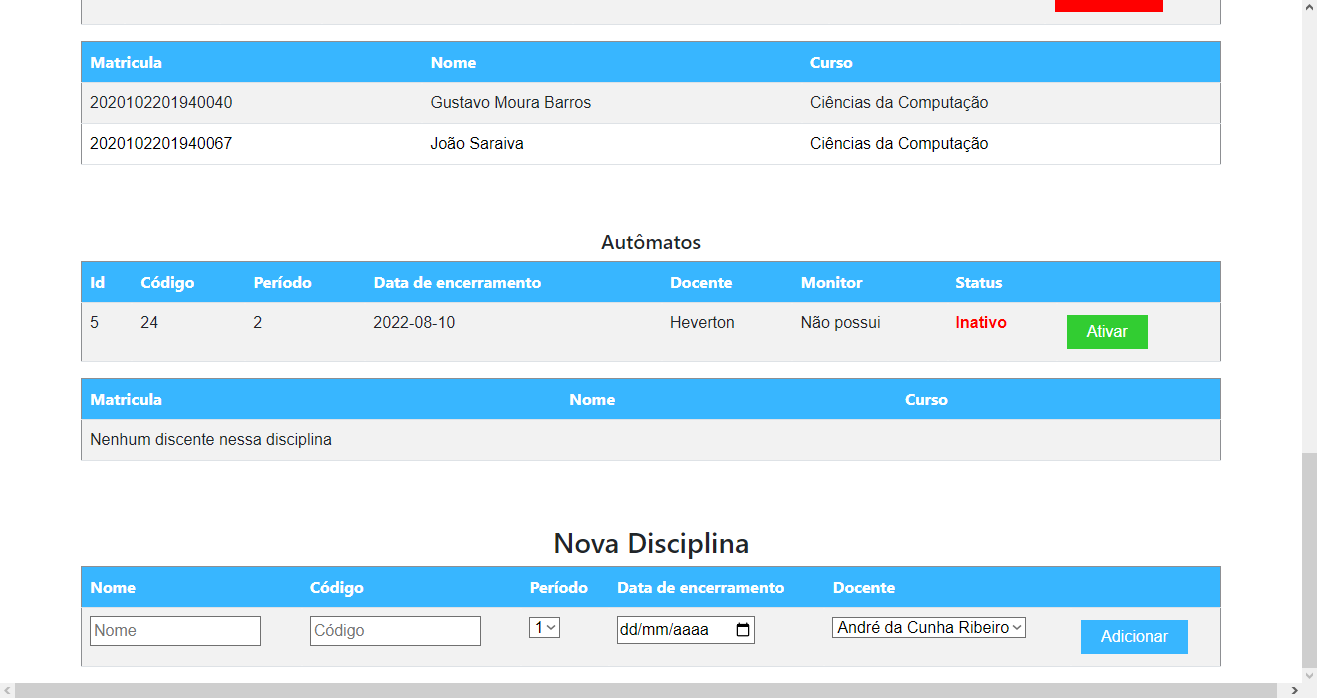 Matricula Nome Curso
2020102201940040 Gustavo Moura Barros Ciências da Computação
2020102201940067 João Saraiva Ciências da Computação
Autômatos
Id Código Período Data de encerramento Docente Monitor Status
5 24 2 2022-08-10 Heverton Não possui Inativo Ativar
Matricula Nome Curso
Nenhum discente nessa disciplina
Nova Disciplina
Nome Código Período Data de encerramento Docente
Nome Código 1 dd/mm/aaaa André da Cunha Ribeiro Adicionar